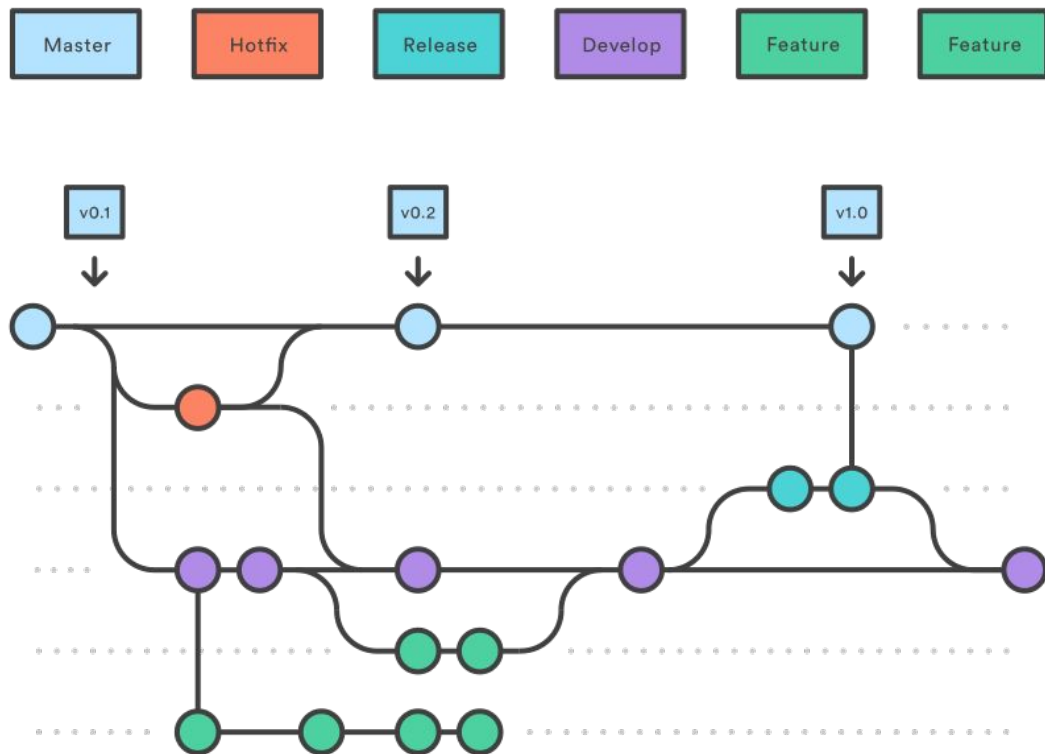 Master
Hotfix
Release
Develop
Feature
Feature
v0.1
v0.2
v1.0